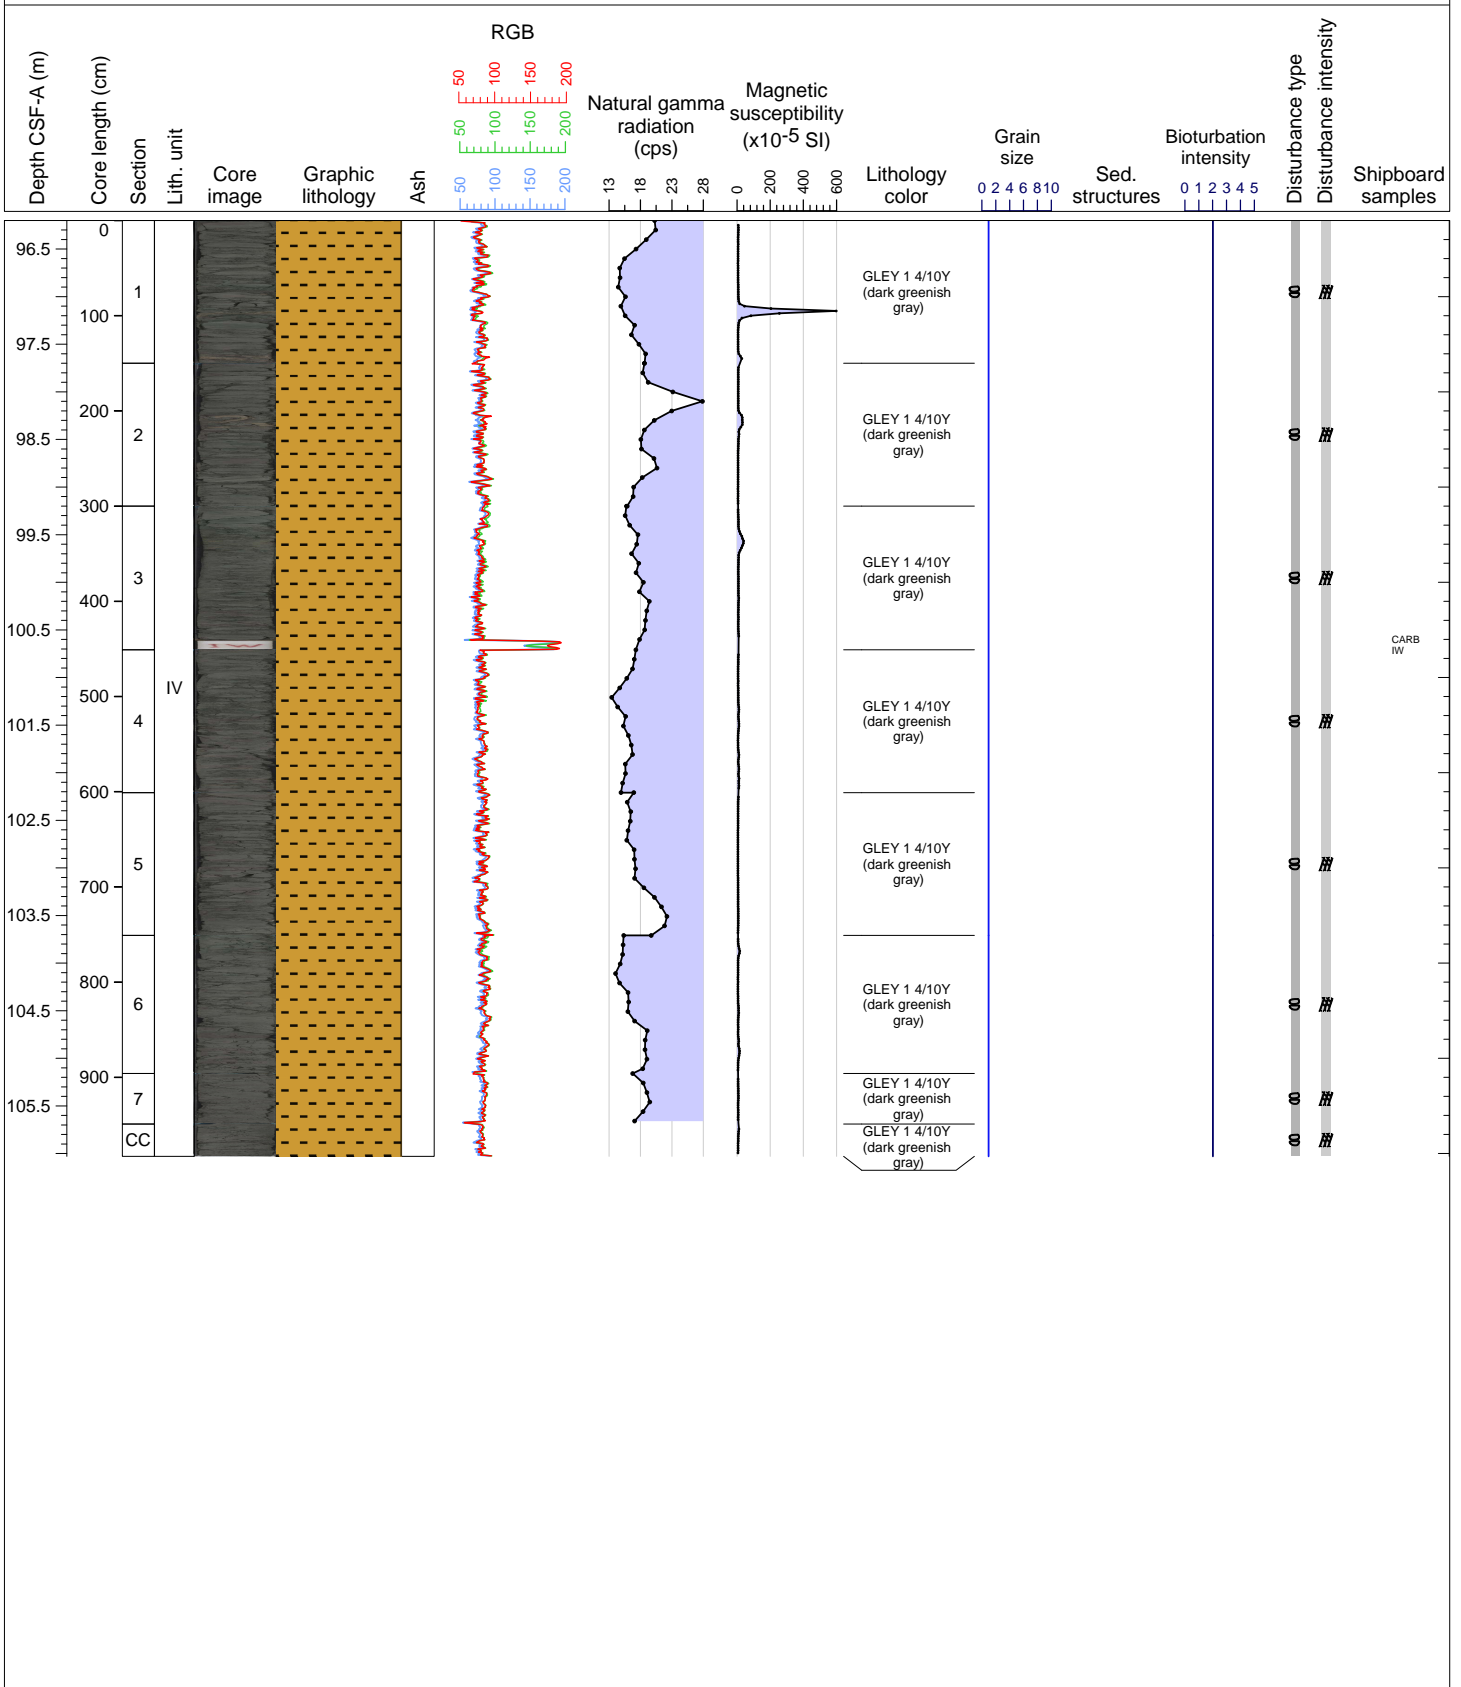 RGB
50 100 150 200
50 100 150 200
50 100 150 200
Depth CSF-A (m)
Core length (cm)
Section
Lith. unit
Core
image
Graphic
lithology
Ash
Natural gamma
radiation
(cps)
13 18 23 28
Magnetic
susceptibility
(x10-5 SI)
0 200 400 600
Lithology
color
Grain
size
0 2 4 6 8 10
Sed.
structures
Bioturbation
intensity
0 1 2 3 4 5
Disturbance type
Disturbance intensity
Shipboard
samples
96.5
97.5
98.5
99.5
100.5
101.5
102.5
103.5
104.5
105.5
0
100
200
300
400
500
600
700
800
900
1
2
3
4
5
6
7
CC
IV
IW
GLEY 1 4/10Y
(dark greenish
gray)
GLEY 1 4/10Y
(dark greenish
gray)
GLEY 1 4/10Y
(dark greenish
gray)
GLEY 1 4/10Y
(dark greenish
gray)
GLEY 1 4/10Y
(dark greenish
gray)
GLEY 1 4/10Y
(dark greenish
gray)
GLEY 1 4/10Y
(dark greenish
gray)
GLEY 1 4/10Y
(dark greenish
gray)
CARB
IW